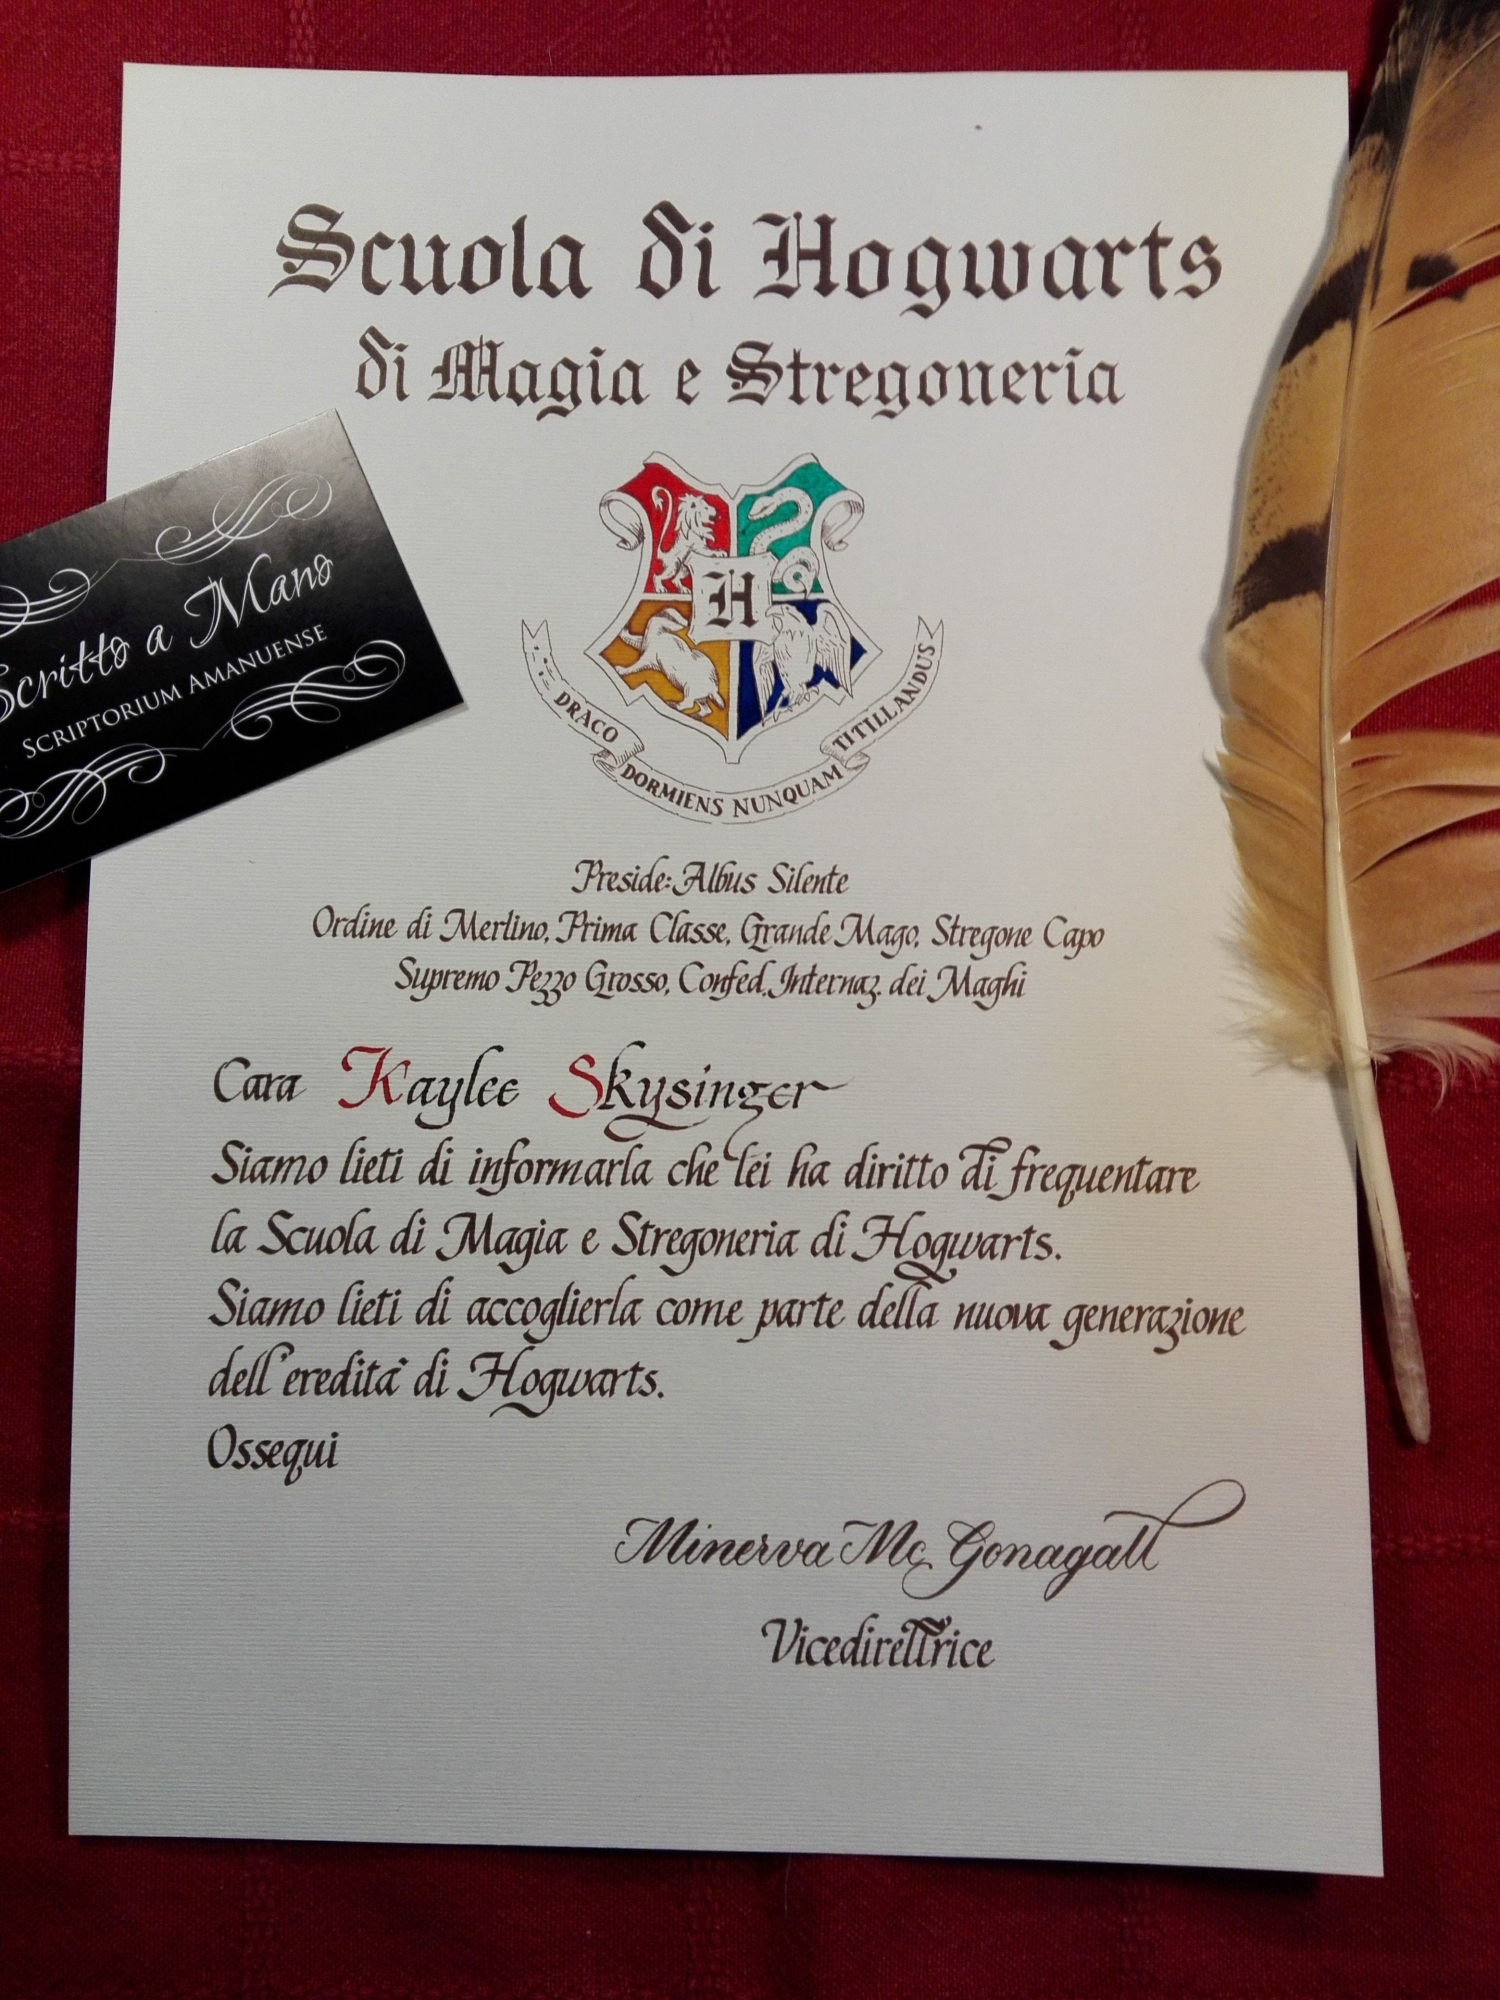 Scuola di Hogwarts
di Magia e Stregoneria
Scritto a Mano
SCRIPTORIUM AMANUENSE
H
DRACO
DORMIENS NUNQUAM
TITILLANDUS
Preside: Albus Silente
Ordine di Merlino, Prima Classe, Grande Mago, Stregone Capo
Supremo Pezzo Grosso, Confed. Internaz. dei Maghi
Cara Kaylee Skysinger
Siamo lieti di informarla che lei ha diritto di frequentare
la Scuola di Magia e Stregoneria di Hogwarts.
Siamo lieti di accoglierla come parte della nuova generazione
dell'eredità di Hogwarts.
Ossequi
Minerva Mc Gonagall
Vicedirettrice